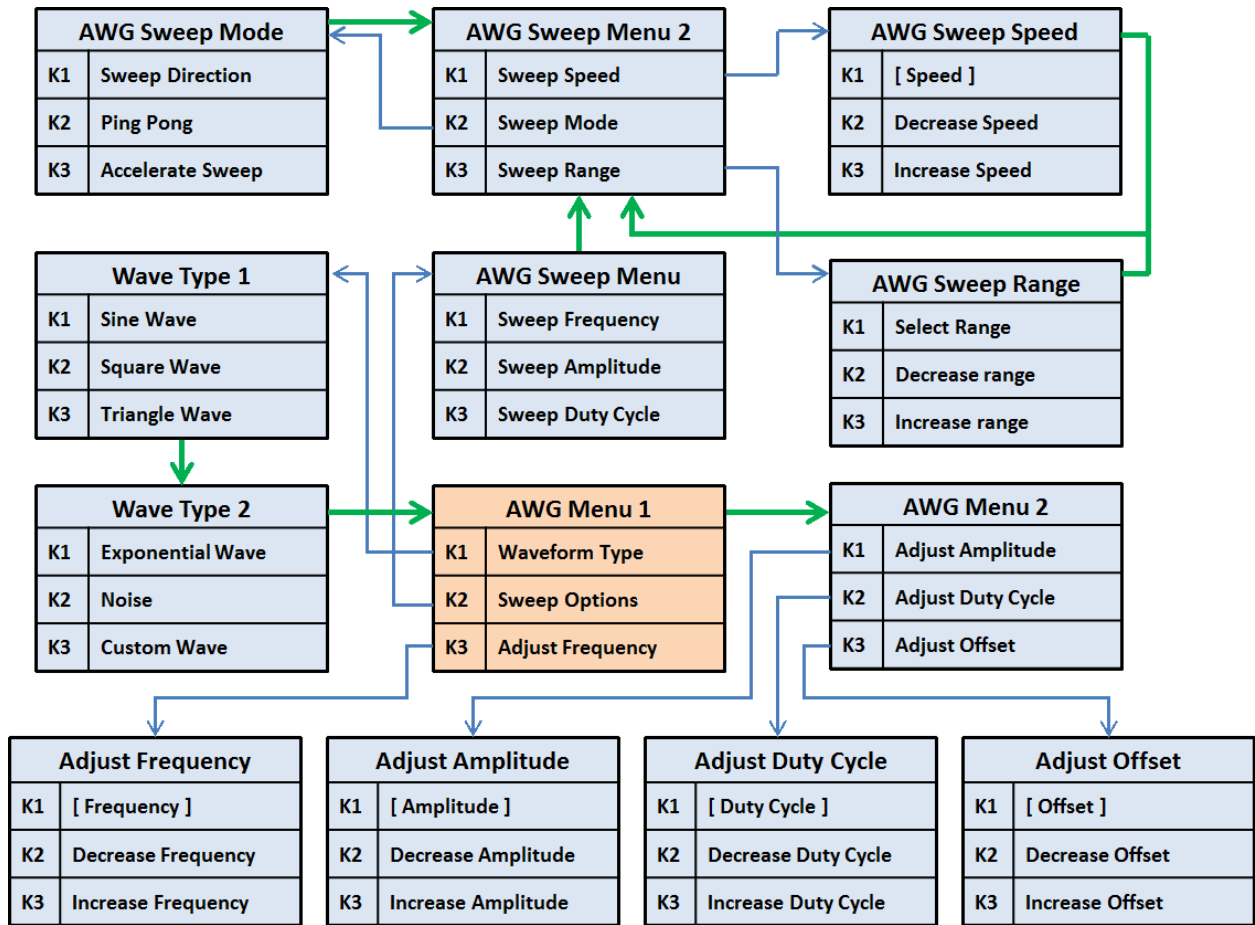 AWG Sweep Mode
K1 Sweep Direction
K2 Ping Pong
K3 Accelerate Sweep
AWG Sweep Menu 2
K1 Sweep Speed
K2 Sweep Mode
K3 Sweep Range
AWG Sweep Speed
K1 [ Speed ]
K2 Decrease Speed
K3 Increase Speed
Wave Type 1
K1 Sine Wave
K2 Square Wave
K3 Triangle Wave
AWG Sweep Menu
K1 Sweep Frequency
K2 Sweep Amplitude
K3 Sweep Duty Cycle
AWG Sweep Range
K1 Select Range
K2 Decrease range
K3 Increase range
Wave Type 2
K1 Exponential Wave
K2 Noise
K3 Custom Wave
AWG Menu 1
K1 Waveform Type
K2 Sweep Options
K3 Adjust Frequency
AWG Menu 2
K1 Adjust Amplitude
K2 Adjust Duty Cycle
K3 Adjust Offset
Adjust Frequency
K1 [ Frequency ]
K2 Decrease Frequency
K3 Increase Frequency
Adjust Amplitude
K1 [ Amplitude ]
K2 Decrease Amplitude
K3 Increase Amplitude
Adjust Duty Cycle
K1 [ Duty Cycle ]
K2 Decrease Duty Cycle
K3 Increase Duty Cycle
Adjust Offset
K1 [ Offset ]
K2 Decrease Offset
K3 Increase Offset